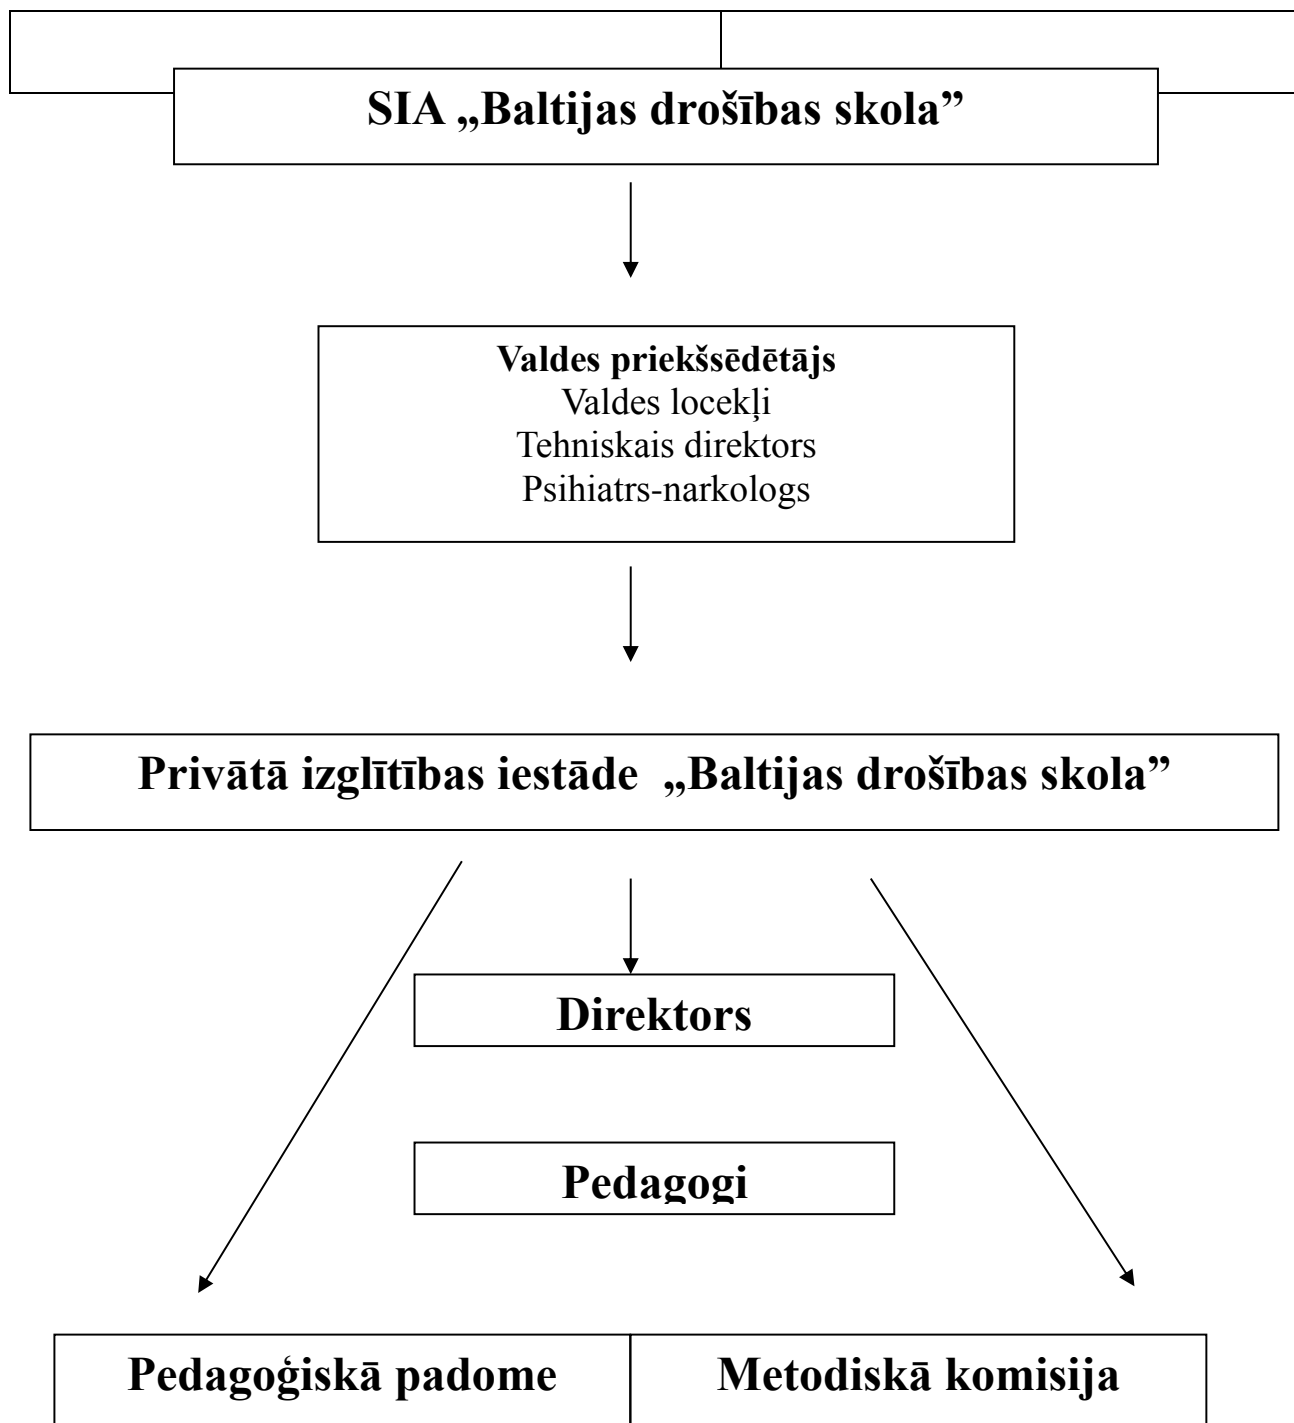 SIA „Baltijas drošības skola”
Valdes priekšsēdētājs
Valdes locekļi
Tehniskais direktors
Psihiatrs-narkologs
Privātā izglītības iestāde „Baltijas drošības skola”
Direktors
Pedagogi
Pedagoģiskā padome
Metodiskā komisija